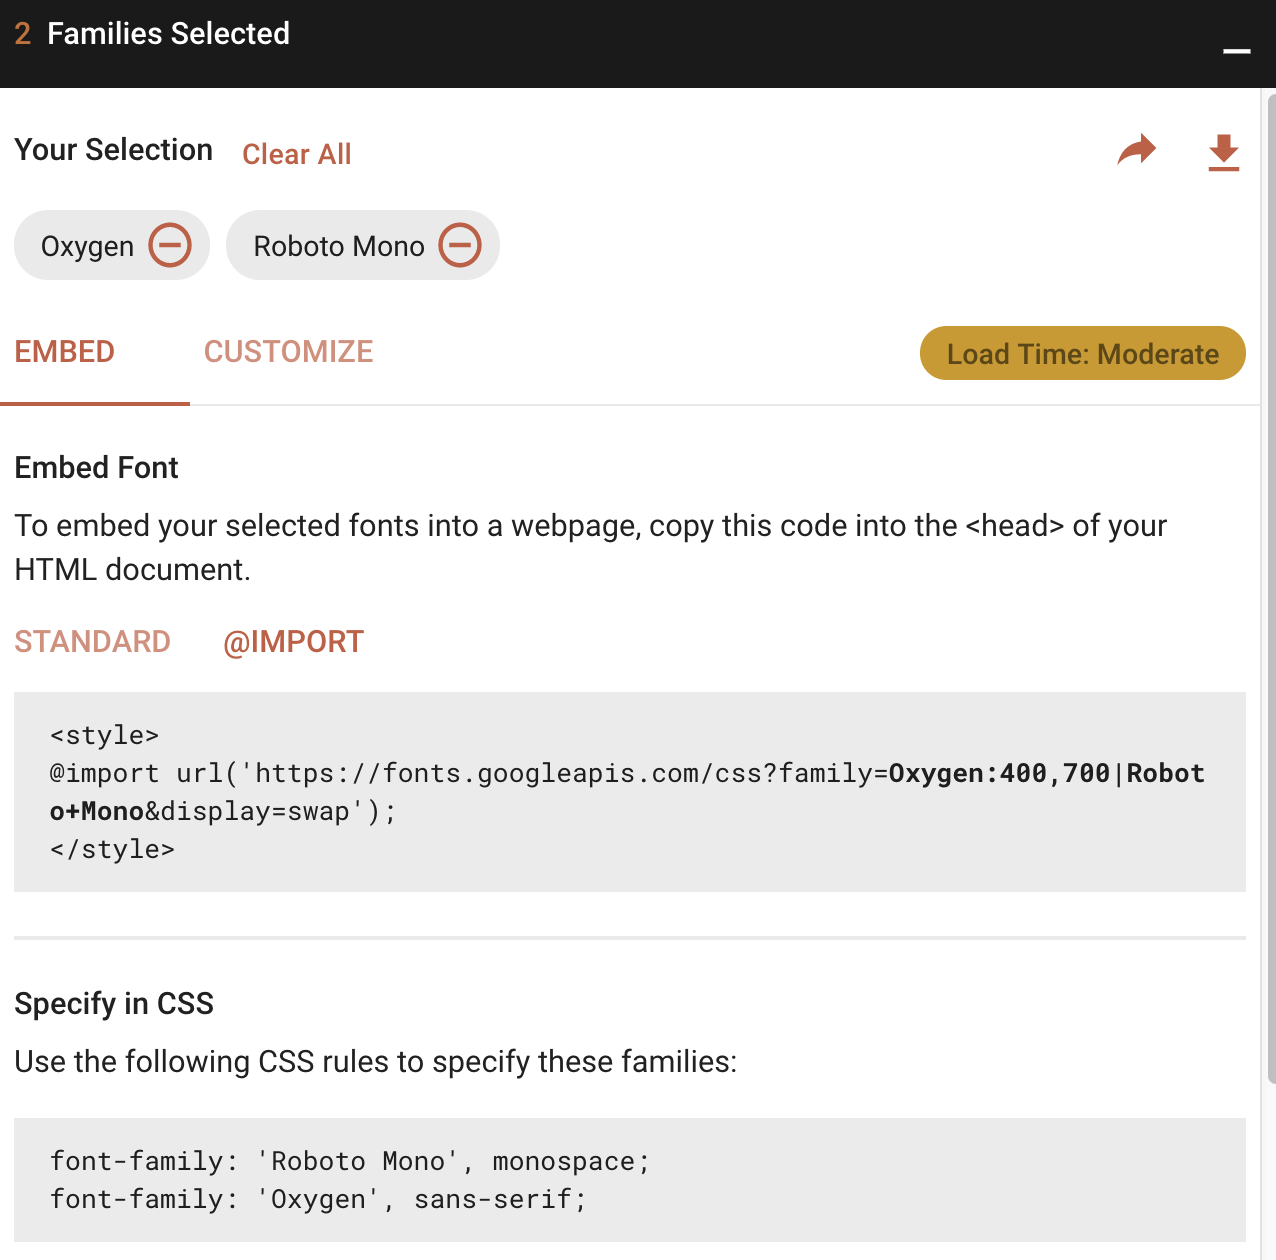 2 Families Selected
Your Selection Clear All
Oxygen Roboto Mono
EMBED CUSTOMIZE Load Time: Moderate
Embed Font
To embed your selected fonts into a webpage, copy this code into the <head> of your
HTML document.
STANDARD @IMPORT
<style>
@import url('https://fonts.googleapis.com/css?family=Oxygen:400,700|Robot
o+Mono&display=swap');
</style>
Specify in CSS
Use the following CSS rules to specify these families:
font-family: 'Roboto Mono', monospace;
font-family: 'Oxygen', sans-serif;